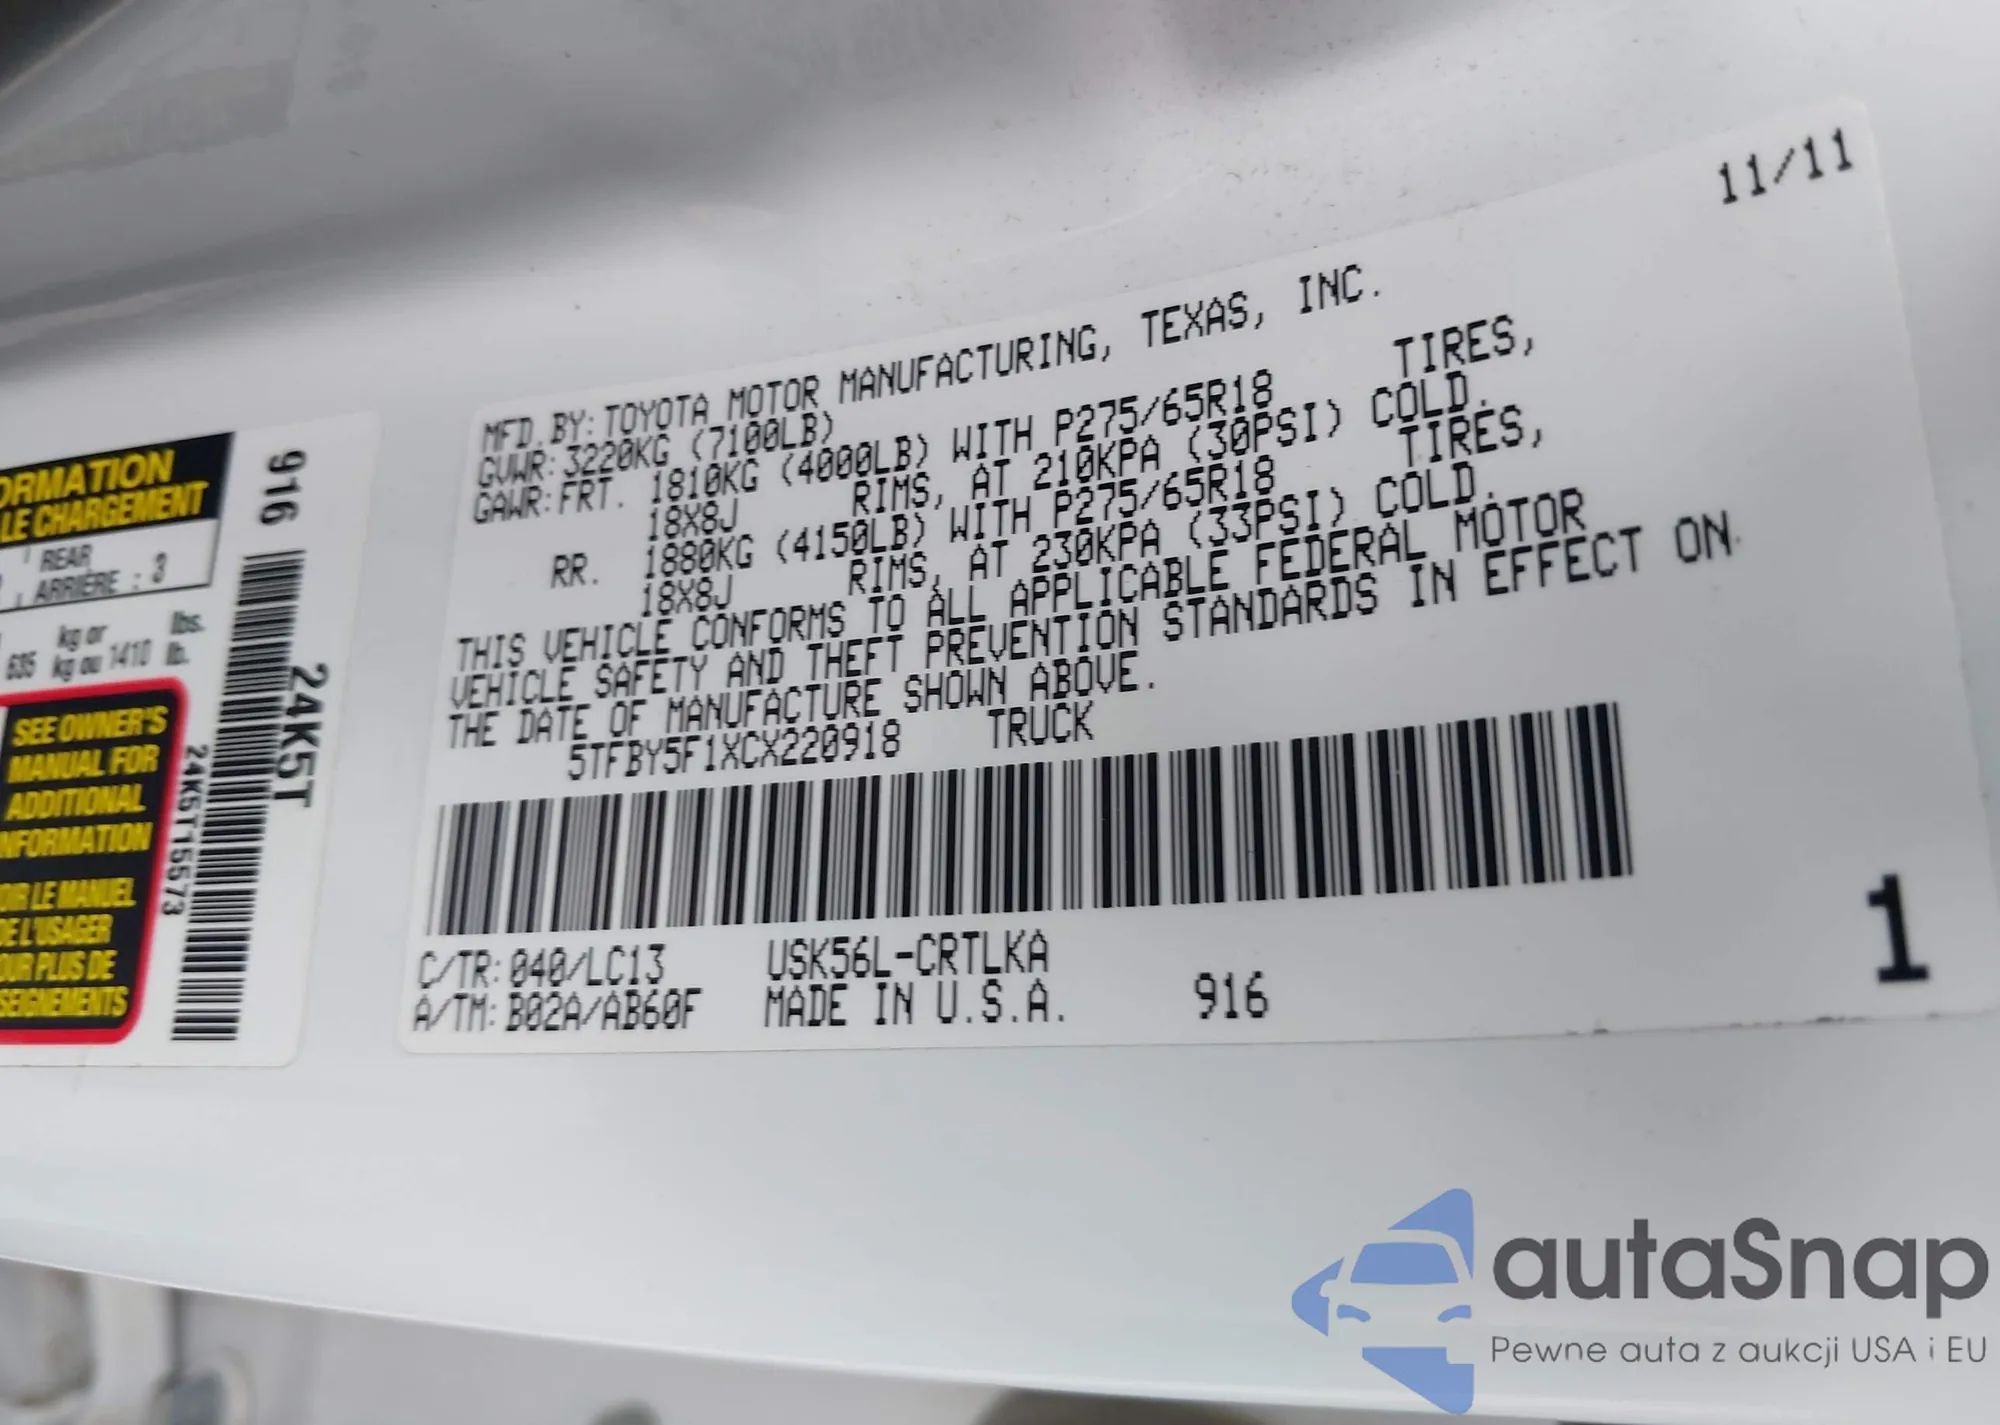 11/11
MFD.BY:TOYOTA MOTOR MANUFACTURING, TEXAS, INC.
GVWR:3220KG (7100LB)
GAWR:FRT. 1810KG (4000LB) WITH P275/65R18 TIRES,
18X8J RIMS, AT 210KPA (30PSI) COLD.
RR. 1880KG (4150LB) WITH P275/65R18 TIRES,
18X8J RIMS, AT 230KPA (33PSI) COLD.
THIS VEHICLE CONFORMS TO ALL APPLICABLE FEDERAL MOTOR
VEHICLE SAFETY AND THEFT PREVENTION STANDARDS IN EFFECT ON
THE DATE OF MANUFACTURE SHOWN ABOVE.
5TFBY5F1XCX220918 TRUCK
C/TR:040/LC13 USK56L-CRTLKA
A/TM:B02A/AB60F MADE IN U.S.A. 916
1
LE CHARGEMENT
REAR
ARRIÈRE : 3
kg or lbs.
635 kg ou 1410 lb.
SEE OWNER'S
MANUAL FOR
ADDITIONAL
LE MANUEL
DE L'USAGER
PLUS DE
916
24K5T
24K5T15573
autaSnap
Pewne auta z aukcji USA i EU